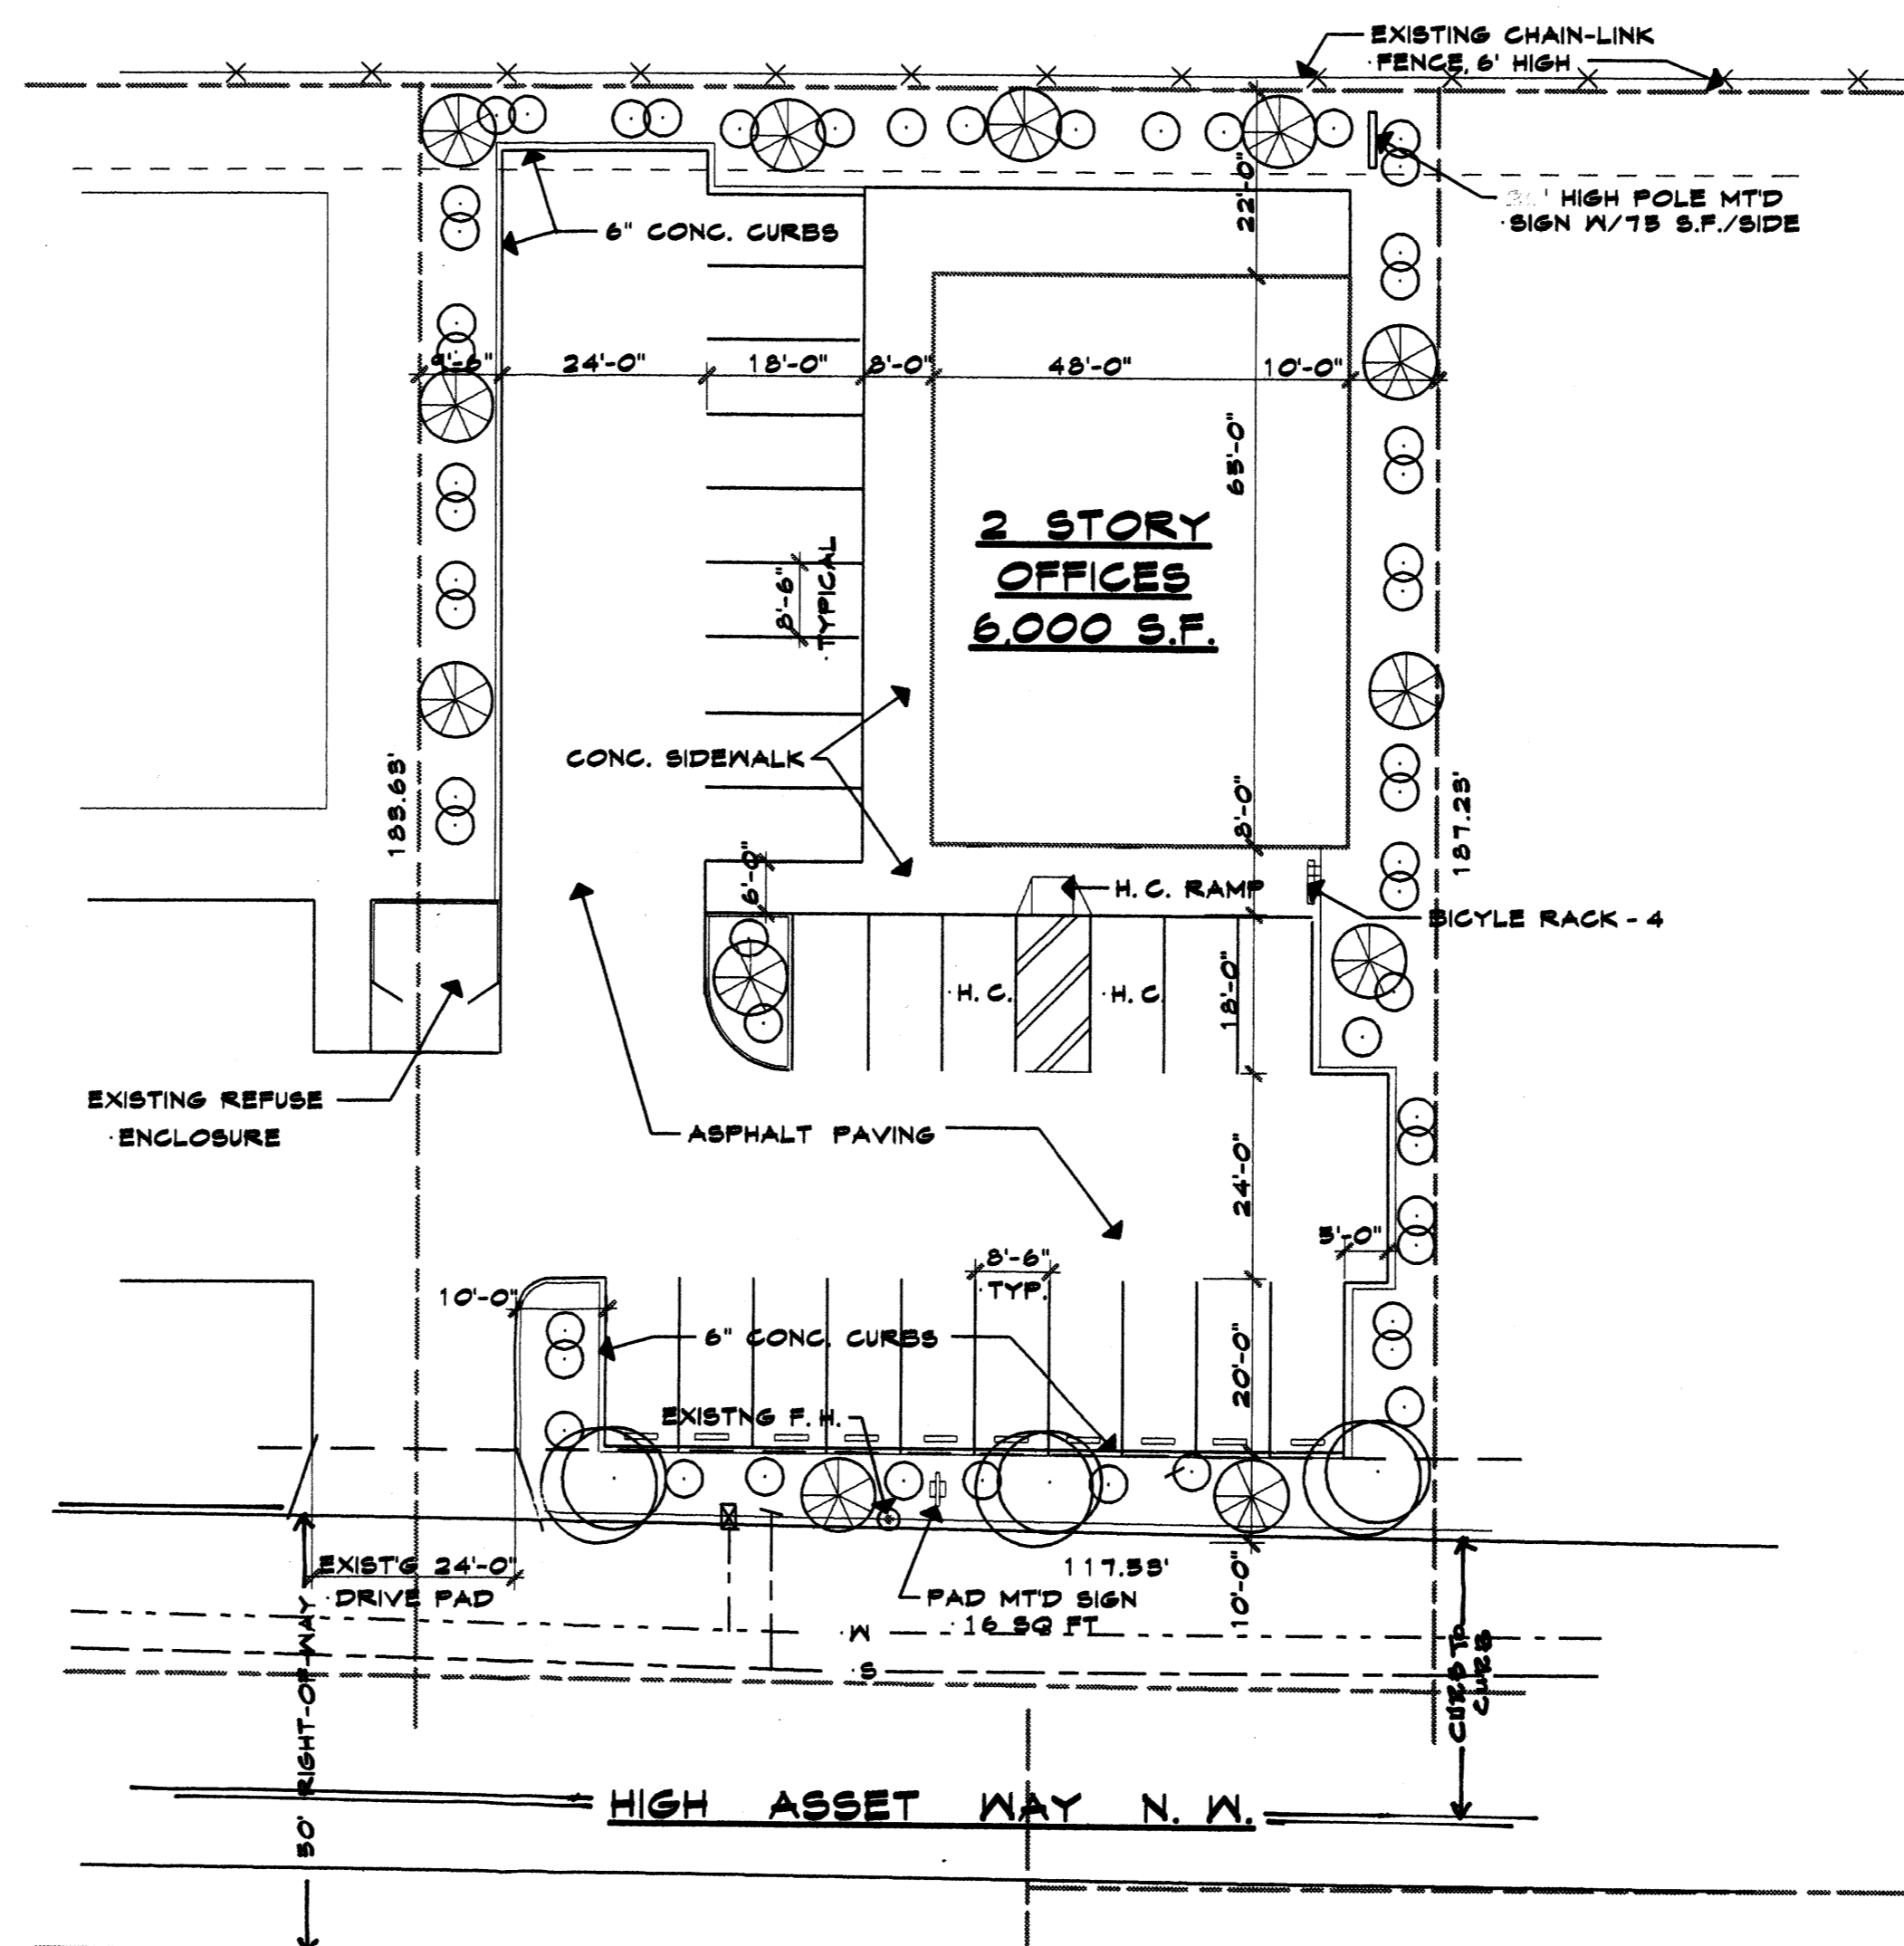 EXISTING CHAIN-LINK
FENCE, 6' HIGH
HIGH POLE MT'D
SIGN W/75 S.F./SIDE
22'-0"
6" CONC. CURBS
9'-6"
24'-0"
18'-0"
8'-0"
48'-0"
10'-0"
65'-0"
2 STORY
OFFICES
6,000 S.F.
8'-6"
TYPICAL
CONC. SIDEWALK
183.63'
187.23'
8'-0"
6'-0"
H. C. RAMP
BICYLE RACK - 4
H. C.
H. C.
18'-0"
EXISTING REFUSE
ENCLOSURE
ASPHALT PAVING
24'-0"
5'-0"
8'-6"
TYP.
10'-0"
6" CONC. CURBS
20'-0"
EXISTNG F. H.
EXIST'G 24'-0"
DRIVE PAD
117.53'
10'-0"
PAD MT'D SIGN
16 SQ FT
W
S
50' RIGHT-OF-WAY
CURB TO
CURB
HIGH ASSET WAY N. W.